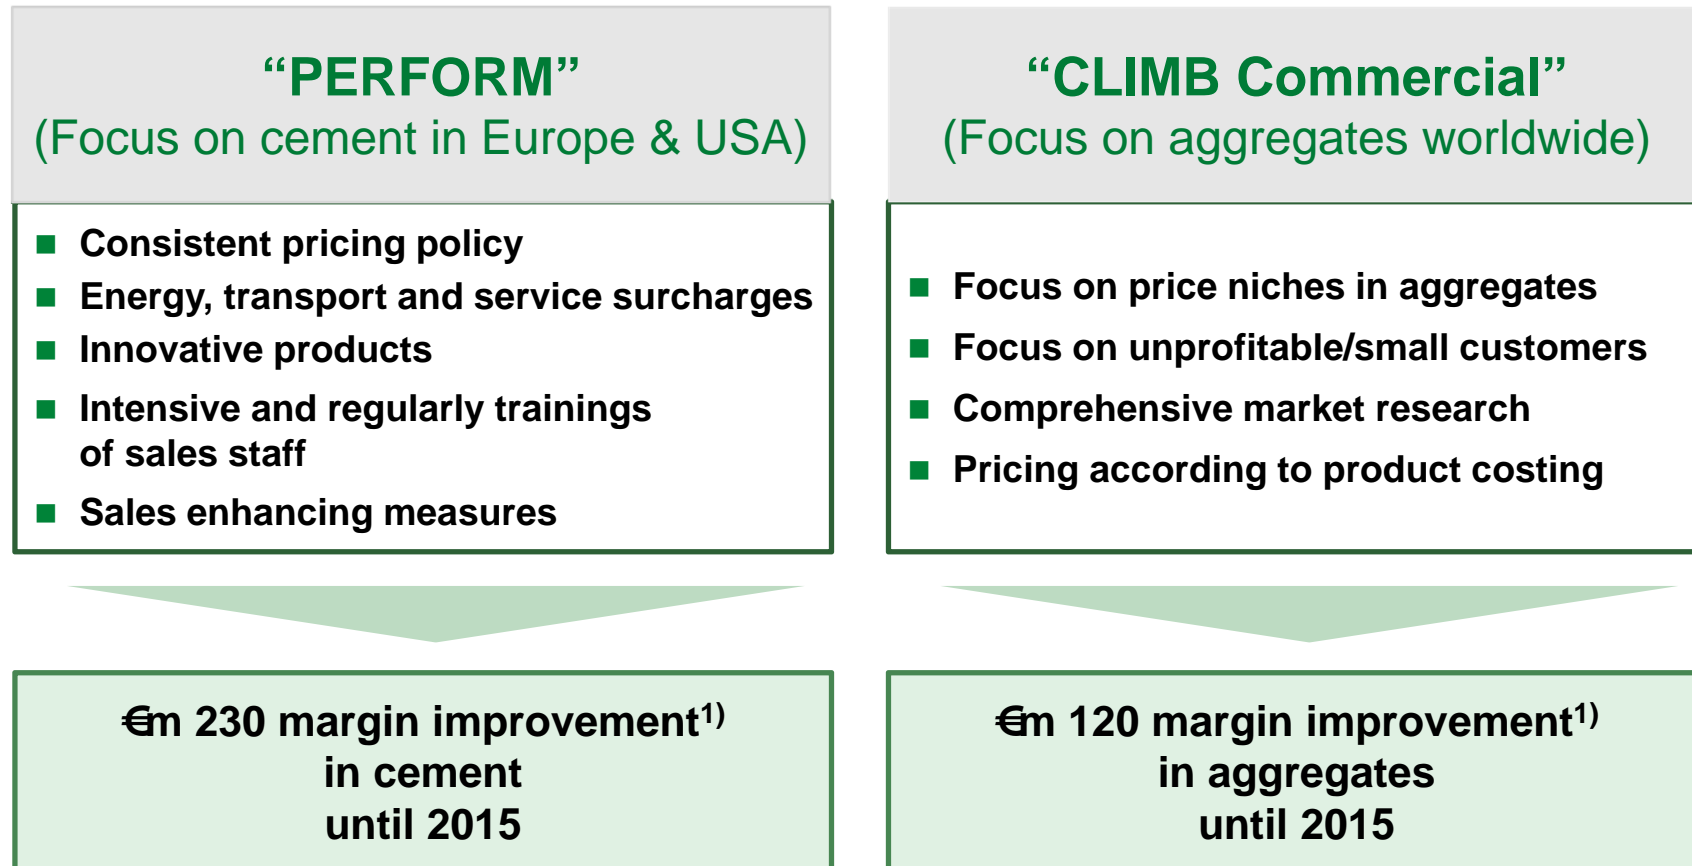 “PERFORM”
(Focus on cement in Europe & USA)
■ Consistent pricing policy
■ Energy, transport and service surcharges
■ Innovative products
■ Intensive and regularly trainings
of sales staff
■ Sales enhancing measures
€m 230 margin improvement1)
in cement
until 2015
“CLIMB Commercial”
(Focus on aggregates worldwide)
■ Focus on price niches in aggregates
■ Focus on unprofitable/small customers
■ Comprehensive market research
■ Pricing according to product costing
€m 120 margin improvement1)
in aggregates
until 2015